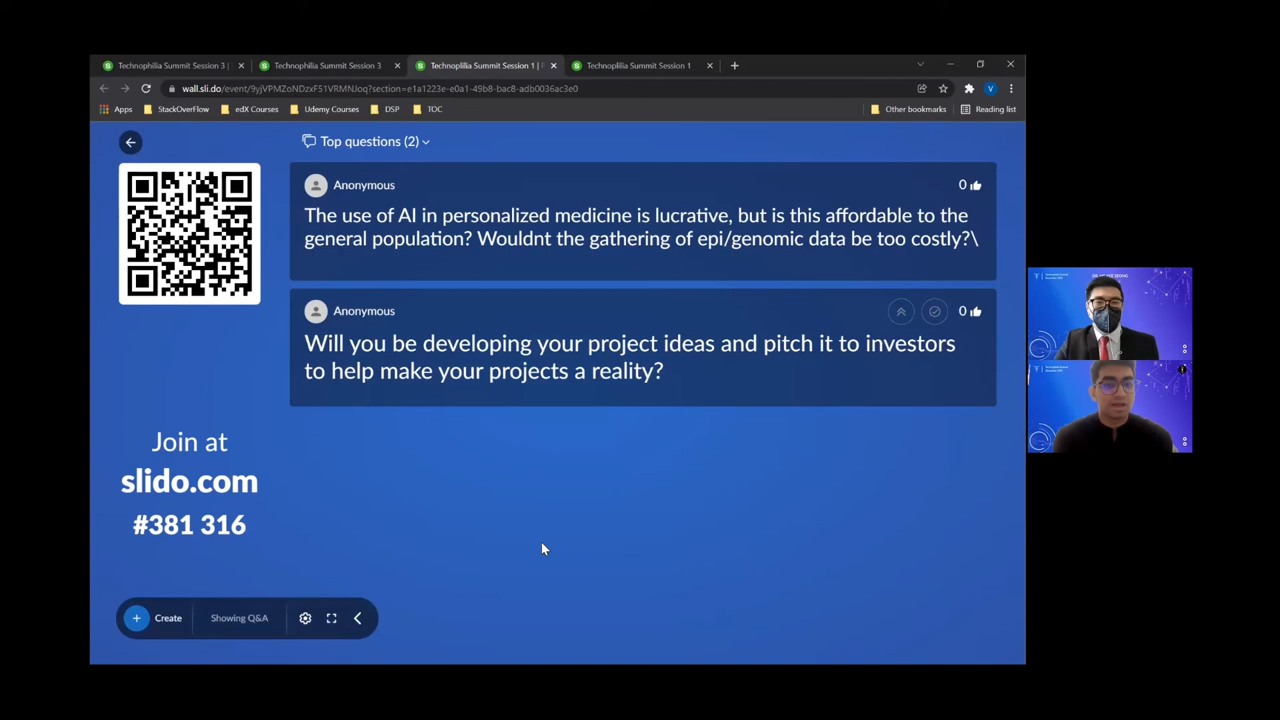 Technophilia Summit Session 3 |
Technophilia Summit Session 3
Technoplilia Summit Session 1 |
Technoplilia Summit Session 1
wall.sli.do/event/9yjVPMZoNDzxF51VRMNJoq?section=e1a1223e-e0a1-49b8-bac8-adb0036ac3e0
V
Apps
StackOverFlow
edX Courses
Udemy Courses
DSP
TOC
Other bookmarks
Reading list
Top questions (2)
Anonymous
0
The use of AI in personalized medicine is lucrative, but is this affordable to the
general population? Wouldnt the gathering of epi/genomic data be too costly?\
Anonymous
0
Will you be developing your project ideas and pitch it to investors
to help make your projects a reality?
Join at
slido.com
#381 316
Create
Showing Q&A